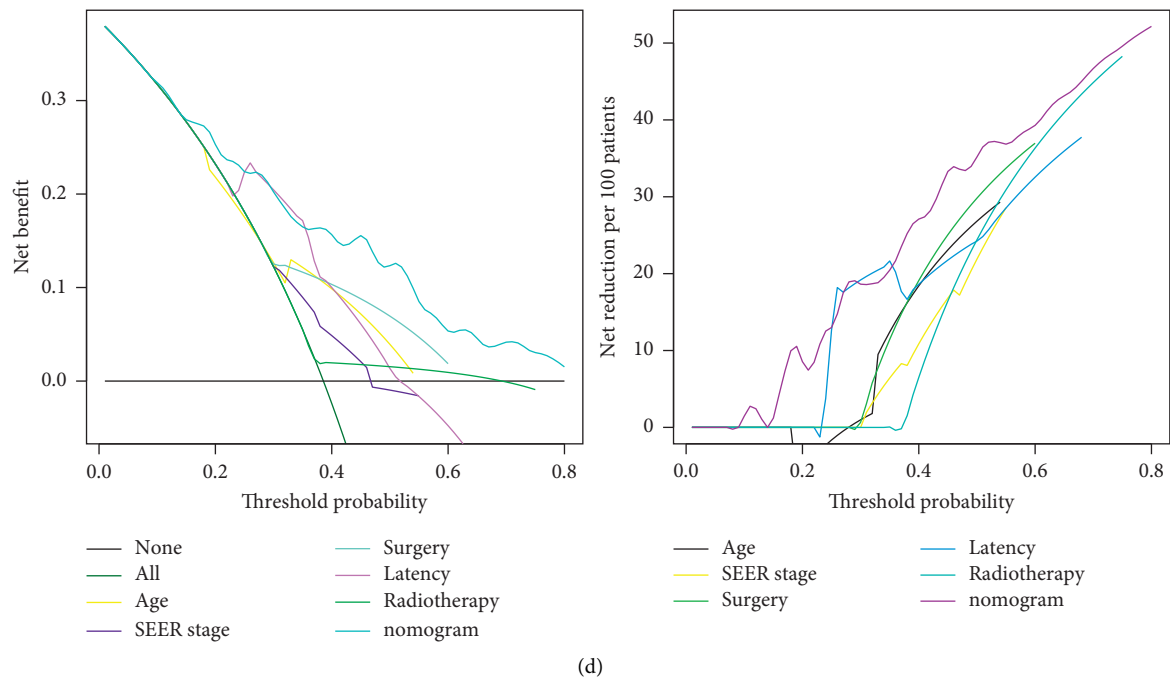 Net benefit
0.3
0.2
0.1
0.0
0.0 0.2 0.4 0.6 0.8
Threshold probability
None
All
Age
SEER stage
Surgery
Latency
Radiotherapy
nomogram
Net reduction per 100 patients
50
40
30
20
10
0
0.0 0.2 0.4 0.6 0.8
Threshold probability
Age
SEER stage
Surgery
Latency
Radiotherapy
nomogram
(d)